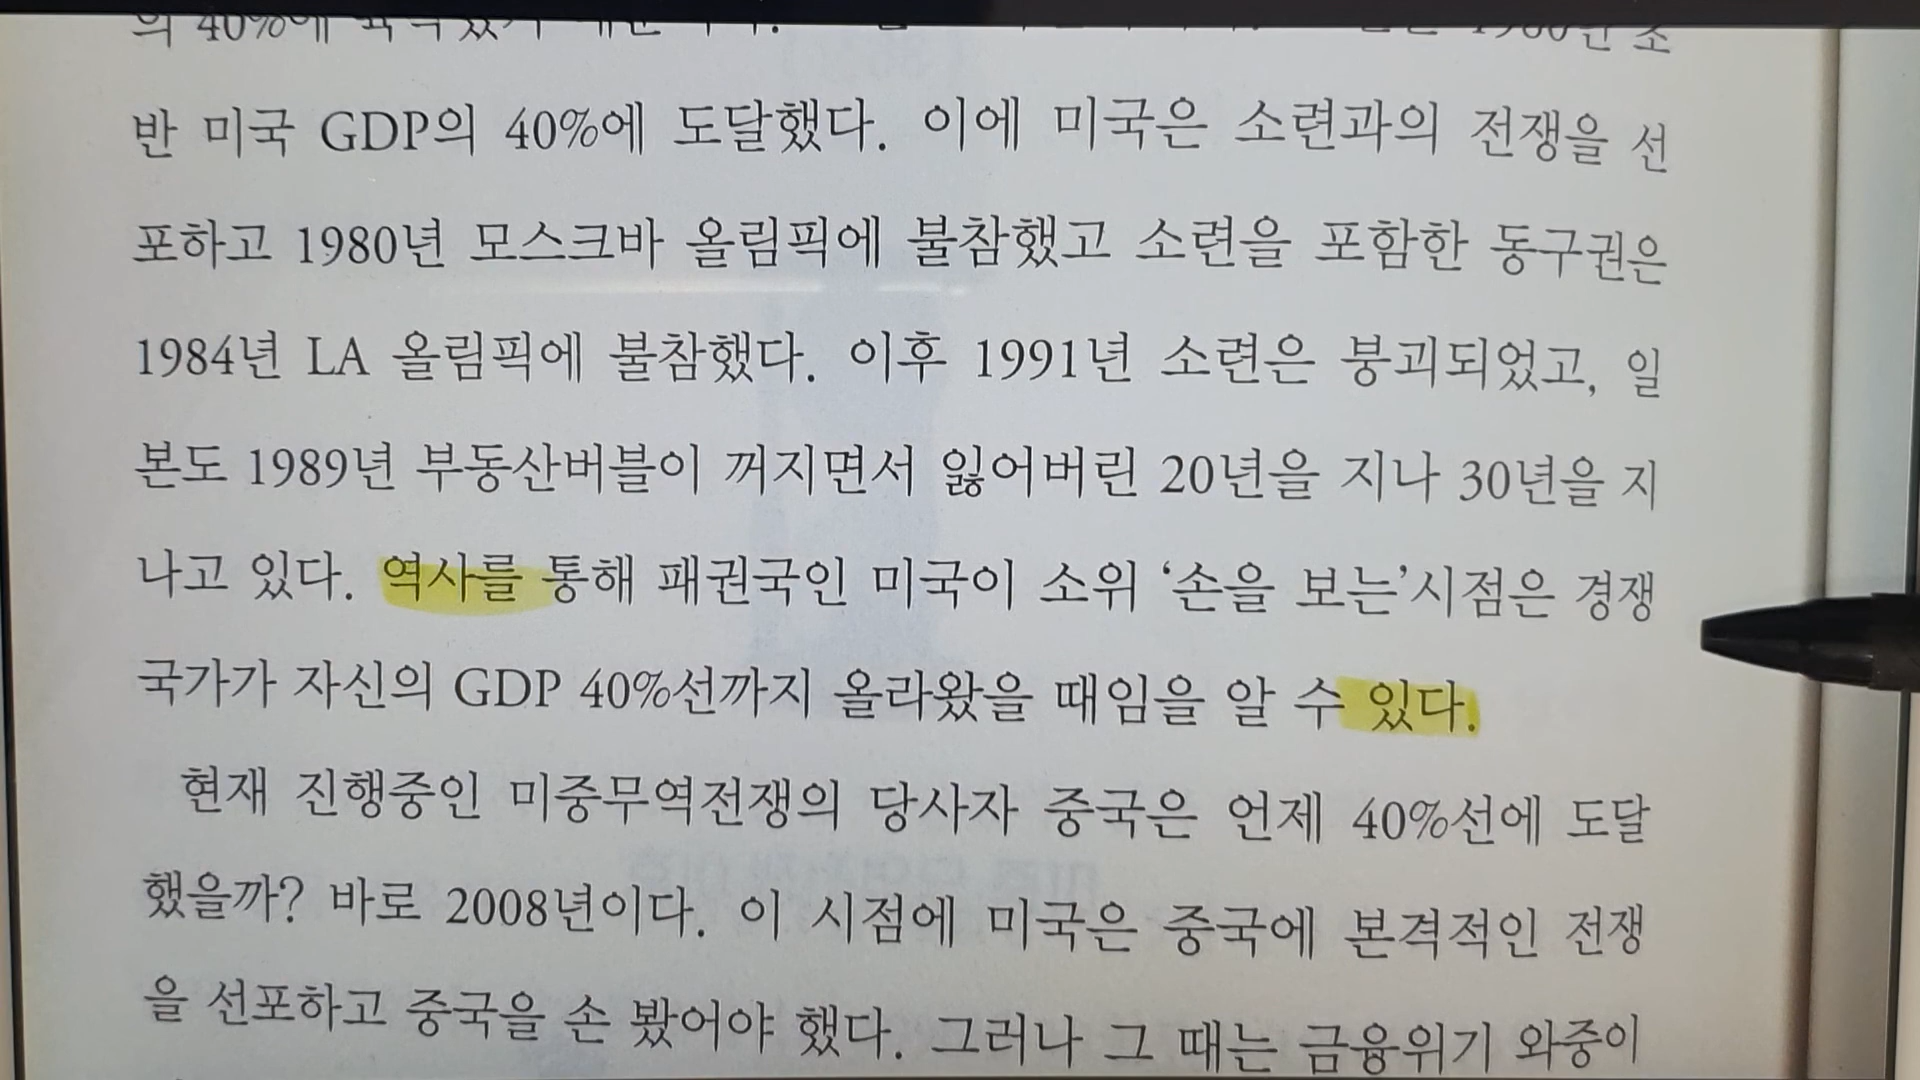 의 40%에
반 미국 GDP의 40%에 도달했다. 이에 미국은 소련과의 전쟁을 선
포하고 1980년 모스크바 올림픽에 불참했고 소련을 포함한 동구권은
1984년 LA 올림픽에 불참했다. 이후 1991년 소련은 붕괴되었고, 일
본도 1989년 부동산버블이 꺼지면서 잃어버린 20년을 지나 30년을 지
나고 있다. 역사를 통해 패권국인 미국이 소위 ‘손을 보는’시점은 경쟁
국가가 자신의 GDP 40%선까지 올라왔을 때임을 알 수 있다.
현재 진행중인 미중무역전쟁의 당사자 중국은 언제 40%선에 도달
했을까? 바로 2008년이다. 이 시점에 미국은 중국에 본격적인 전쟁
을 선포하고 중국을 손 봤어야 했다. 그러나 그 때는 금융위기 와중이